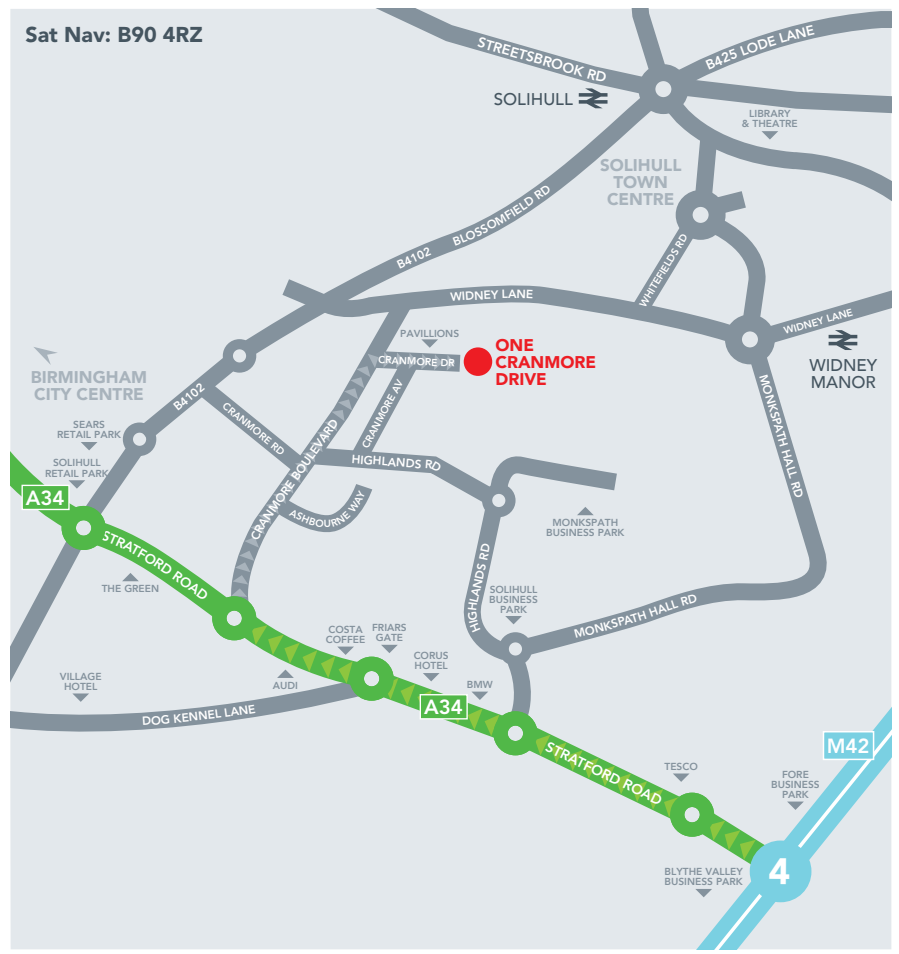 Sat Nav: B90 4RZ
STREETSBROOK RD
B425 LODE LANE
SOLIHULL
LIBRARY
& THEATRE
SOLIHULL
TOWN
CENTRE
B4102
BLOSSOMFIELD RD
WHITEFIELDS RD
WIDNEY LANE
WIDNEY LANE
PAVILLIONS
CRANMORE DR
ONE
CRANMORE
DRIVE
WIDNEY
MANOR
BIRMINGHAM
CITY CENTRE
B4102
CRANMORE RD
CRANMORE AV
MONKSPATH HALL RD
SEARS
RETAIL PARK
SOLIHULL
RETAIL PARK
CRANMORE BOULEVARD
HIGHLANDS RD
A34
ASHBOURNE WAY
MONKSPATH
BUSINESS PARK
STRATFORD ROAD
THE GREEN
HIGHLANDS RD
SOLIHULL
BUSINESS
PARK
MONKSPATH HALL RD
COSTA
COFFEE
FRIARS
GATE
CORUS
HOTEL
VILLAGE
HOTEL
AUDI
BMW
A34
DOG KENNEL LANE
STRATFORD ROAD
M42
TESCO
FORE
BUSINESS
PARK
BLYTHE VALLEY
BUSINESS PARK
4